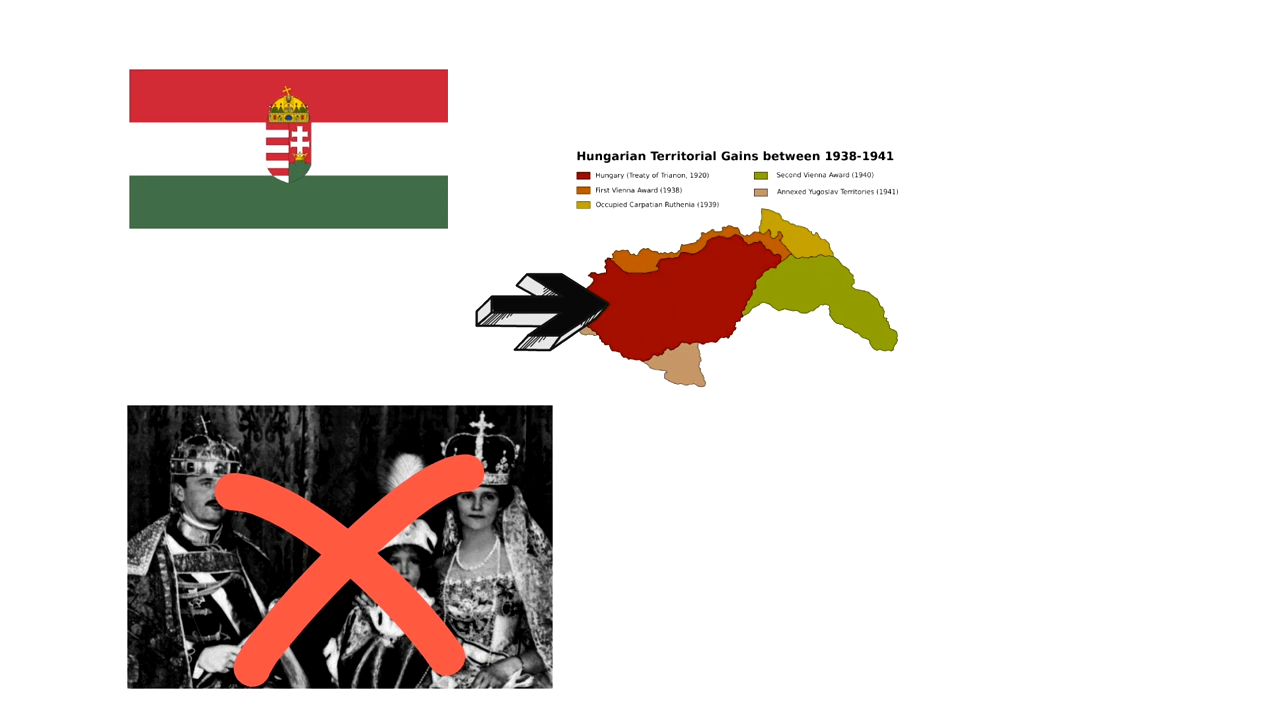 Hungarian Territorial Gains between 1938-1941
Hungary (Treaty of Trianon, 1920)
First Vienna Award (1938)
Occupied Carpatian Ruthenia (1939)
Second Vienna Award (1940)
Annexed Yugoslav Territories (1941)